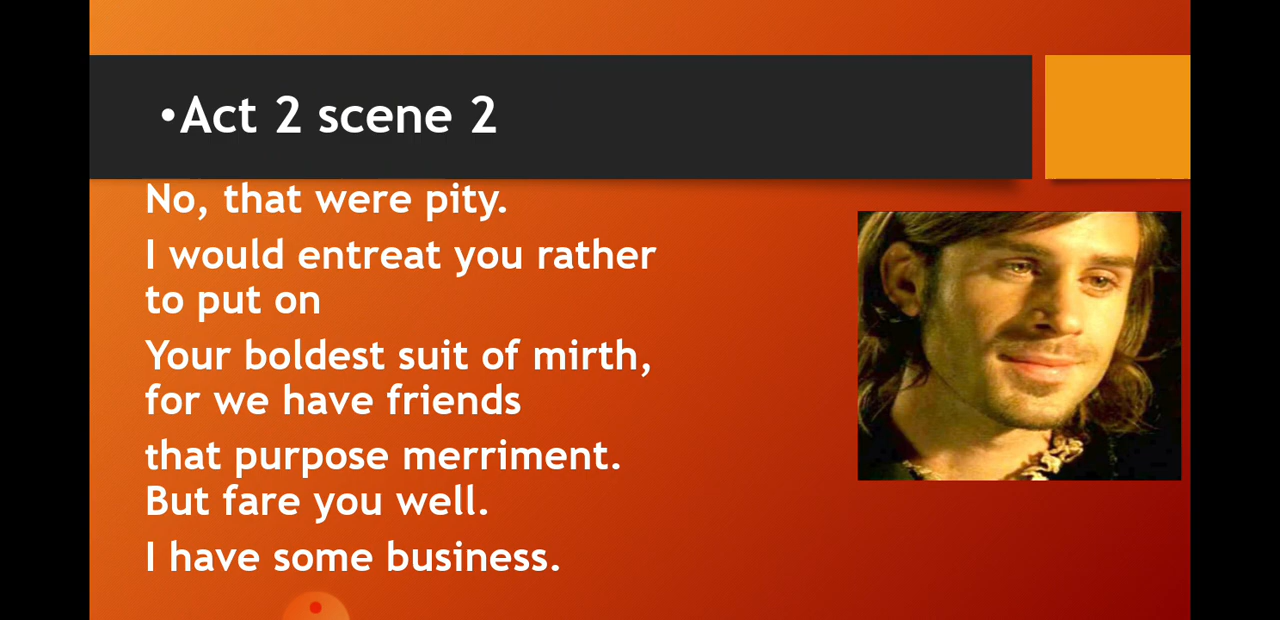 •Act 2 scene 2
No, that were pity.
I would entreat you rather
to put on
Your boldest suit of mirth,
for we have friends
that purpose merriment.
But fare you well.
I have some business.